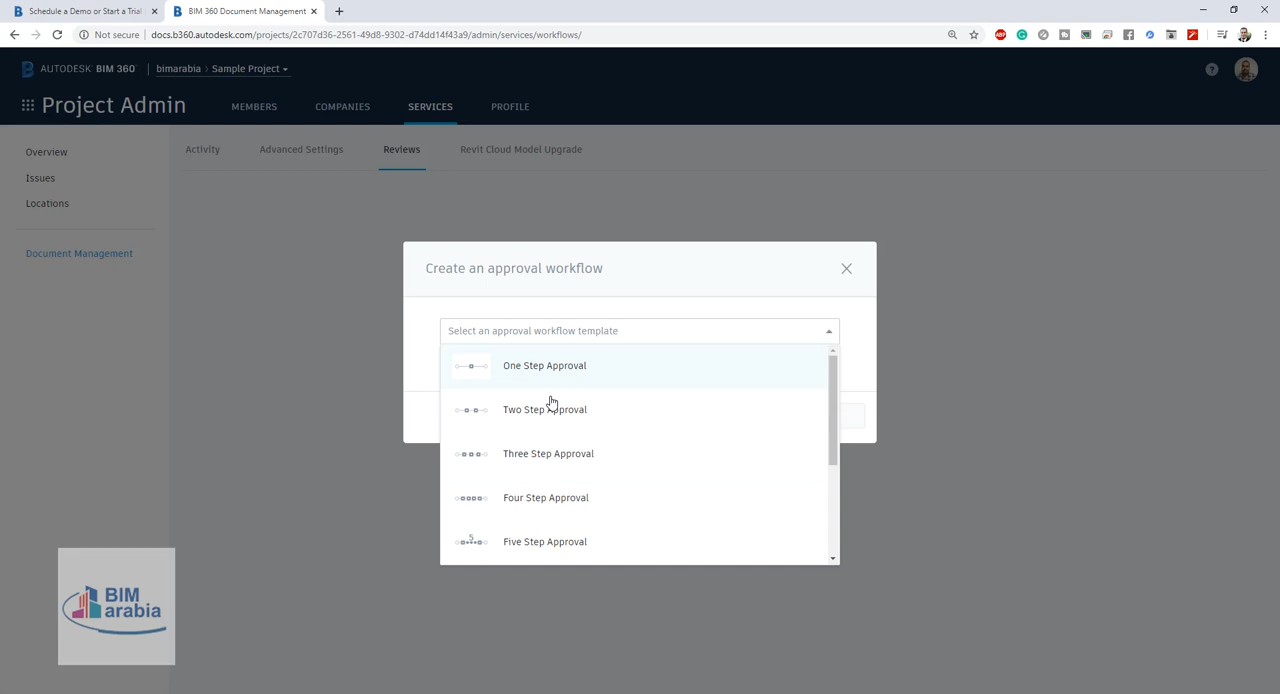 Schedule a Demo or Start a Trial
BIM 360 Document Management
Not secure
docs.b360.autodesk.com/projects/2c707d36-2561-49d8-9302-d74dd14f43a9/admin/services/workflows/
ABP
AUTODESK® BIM 360
bimarabia › Sample Project
Project Admin
MEMBERS
COMPANIES
SERVICES
PROFILE
Overview
Issues
Locations
Document Management
Activity
Advanced Settings
Reviews
Revit Cloud Model Upgrade
Create an approval workflow
Select an approval workflow template
One Step Approval
Two Step Approval
Three Step Approval
Four Step Approval
5
Five Step Approval
BIM
arabia